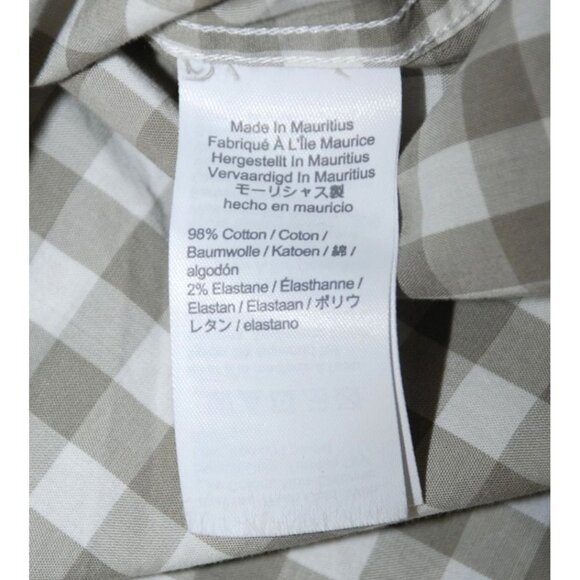 Made In Mauritius
Fabriqué À L'Île Maurice
Hergestellt In Mauritius
Vervaardigd In Mauritius
モーリシャス製
hecho en mauricio
98% Cotton / Coton /
Baumwolle / Katoen / 綿 /
algodón
2% Elastane / Élasthanne /
Elastan / Elastaan / ポリウ
レタン / elastano